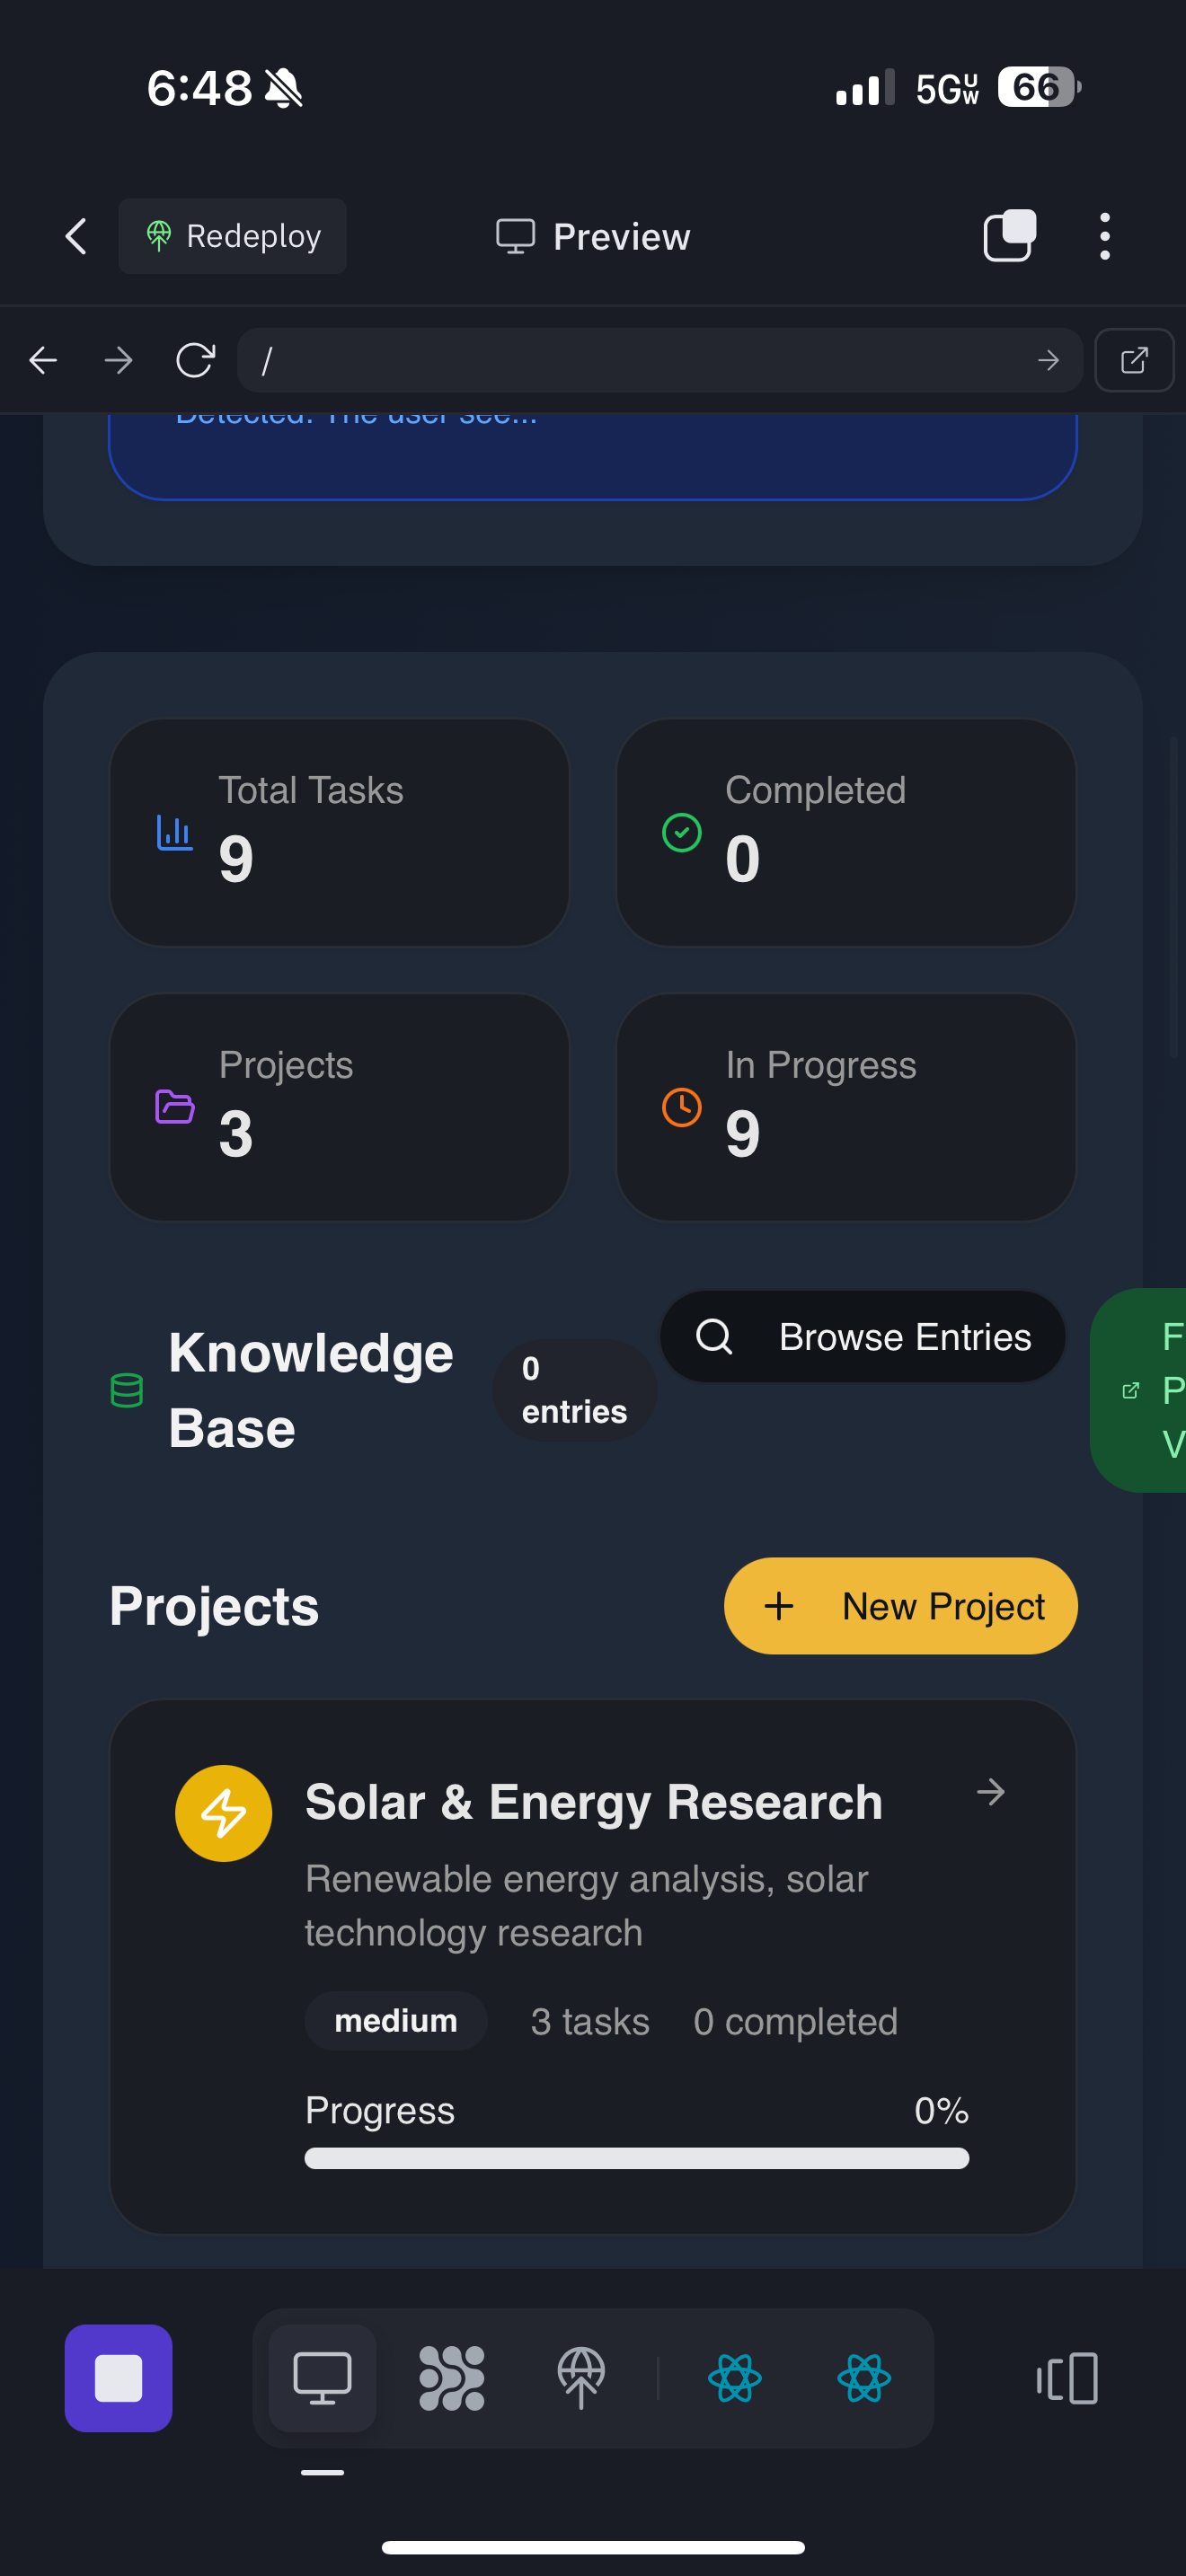 6:48
5G UW 66
Redeploy
Preview
/
Detected: The user see...
Total Tasks
9
Completed
0
Projects
3
In Progress
9
Knowledge
Base
0
entries
Browse Entries
F
P
V
Projects
New Project
Solar & Energy Research
Renewable energy analysis, solar
technology research
medium
3 tasks
0 completed
Progress
0%